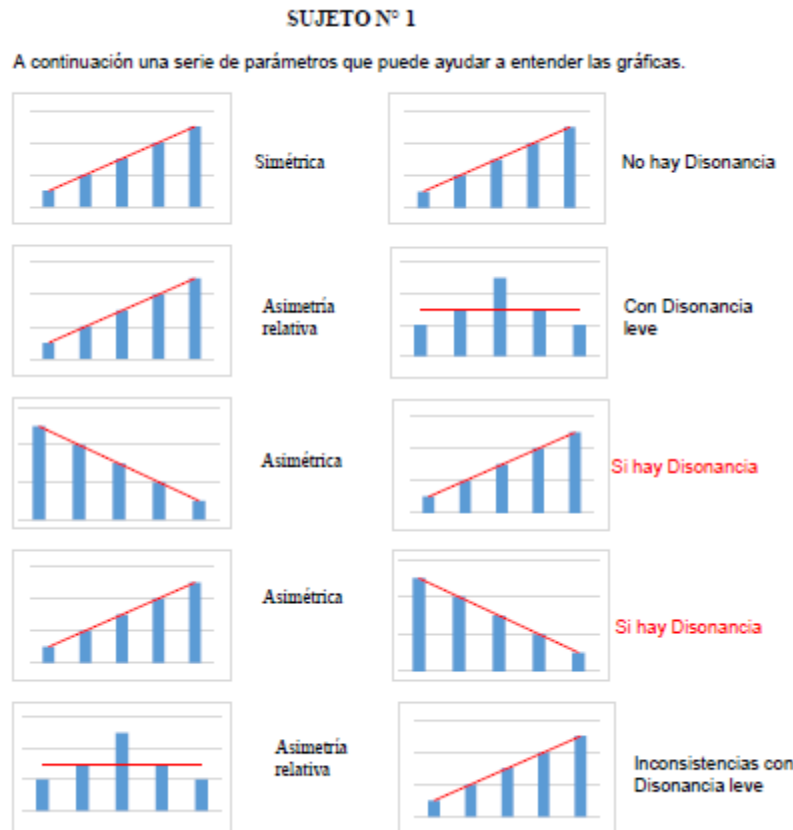 SUJETO N° 1
A continuación una serie de parámetros que puede ayudar a entender las gráficas.
Simétrica
No hay Disonancia
Asimetría
relativa
Con Disonancia
leve
Asimétrica
Si hay Disonancia
Asimétrica
Si hay Disonancia
Asimetría
relativa
Inconsistencias con
Disonancia leve